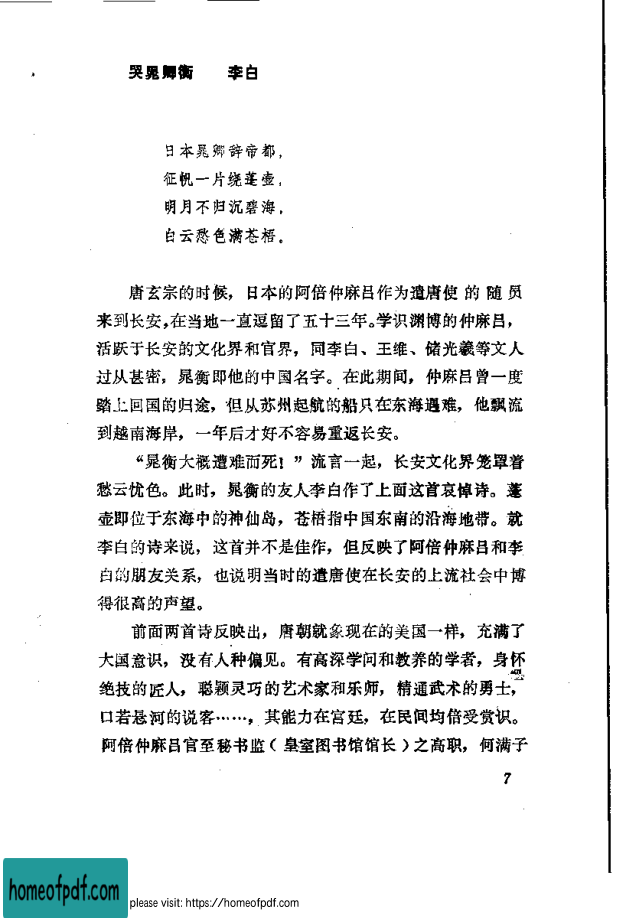 哭晁卿衡 李白
日本晁卿辞帝都，
征帆一片绕蓬壶，
明月不归沉碧海，
白云愁色满苍梧。
唐玄宗的时候，日本的阿倍仲麻吕作为遣唐使的随员
来到长安，在当地一直逗留了五十三年。学识渊博的仲麻吕，
活跃于长安的文化界和官界，同李白、王维、储光羲等文人
过从甚密，晁衡即他的中国名字。在此期间，仲麻吕曾一度
踏上回国的归途，但从苏州起航的船只在东海遇难，他飘流
到越南海岸，一年后才好不容易重返长安。
“晁衡大概遭难而死！”流言一起，长安文化界笼罩着
愁云忧色。此时，晁衡的友人李白作了上面这首哀悼诗。蓬
壶即位于东海中的神仙岛，苍梧指中国东南的沿海地带。就
李白的诗来说，这首并不是佳作，但反映了阿倍仲麻吕和李
白的朋友关系，也说明当时的遣唐使在长安的上流社会中博
得很高的声望。
前面两首诗反映出，唐朝就象现在的美国一样，充满了
大国意识，没有人种偏见。有高深学问和教养的学者，身怀
绝技的匠人，聪颖灵巧的艺术家和乐师，精通武术的勇士，
口若悬河的说客……，其能力在宫廷，在民间均倍受赏识。
阿倍仲麻吕官至秘书监（皇室图书馆馆长）之高职，何满子
7
homeofpdf.com
please visit: https://homeofpdf.com